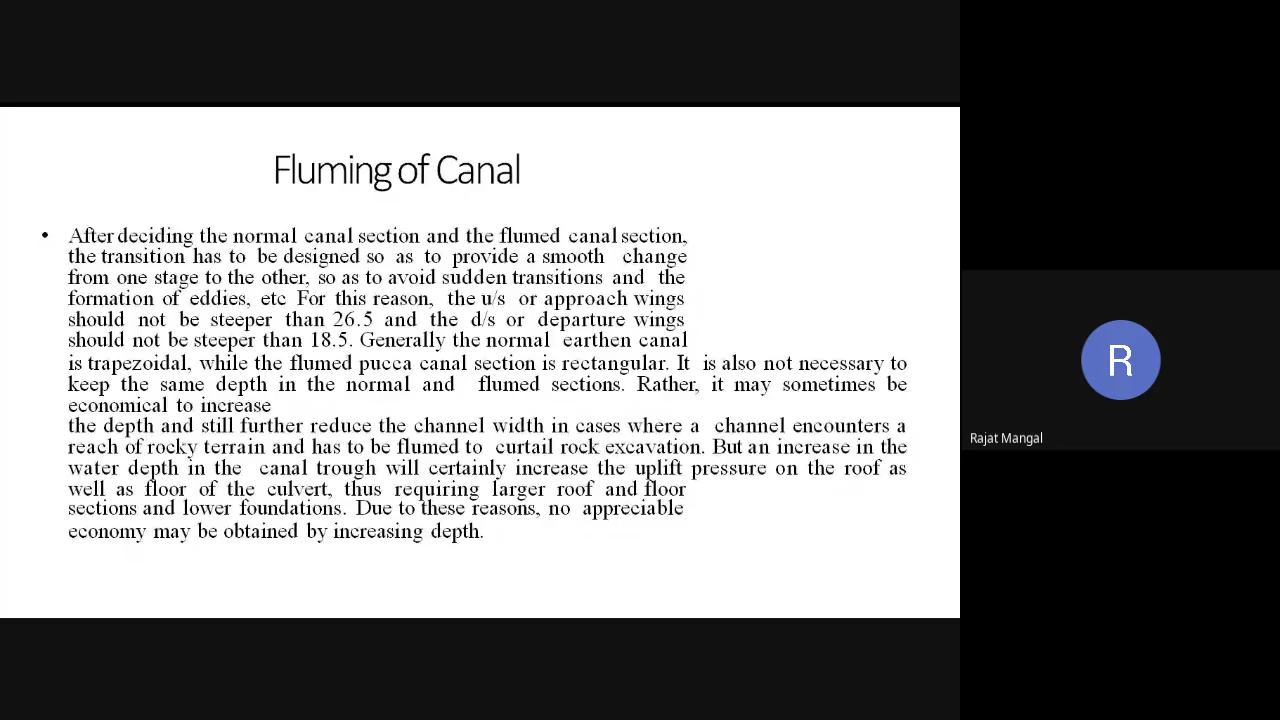 Fluming of Canal
• After deciding the normal canal section and the flumed canal section,
the transition has to be designed so as to provide a smooth change
from one stage to the other, so as to avoid sudden transitions and the
formation of eddies, etc For this reason, the u/s or approach wings
should not be steeper than 26.5 and the d/s or departure wings
should not be steeper than 18.5. Generally the normal earthen canal
is trapezoidal, while the flumed pucca canal section is rectangular. It is also not necessary to
keep the same depth in the normal and flumed sections. Rather, it may sometimes be
economical to increase
the depth and still further reduce the channel width in cases where a channel encounters a
reach of rocky terrain and has to be flumed to curtail rock excavation. But an increase in the
water depth in the canal trough will certainly increase the uplift pressure on the roof as
well as floor of the culvert, thus requiring larger roof and floor
sections and lower foundations. Due to these reasons, no appreciable
economy may be obtained by increasing depth.
R
Rajat Mangal